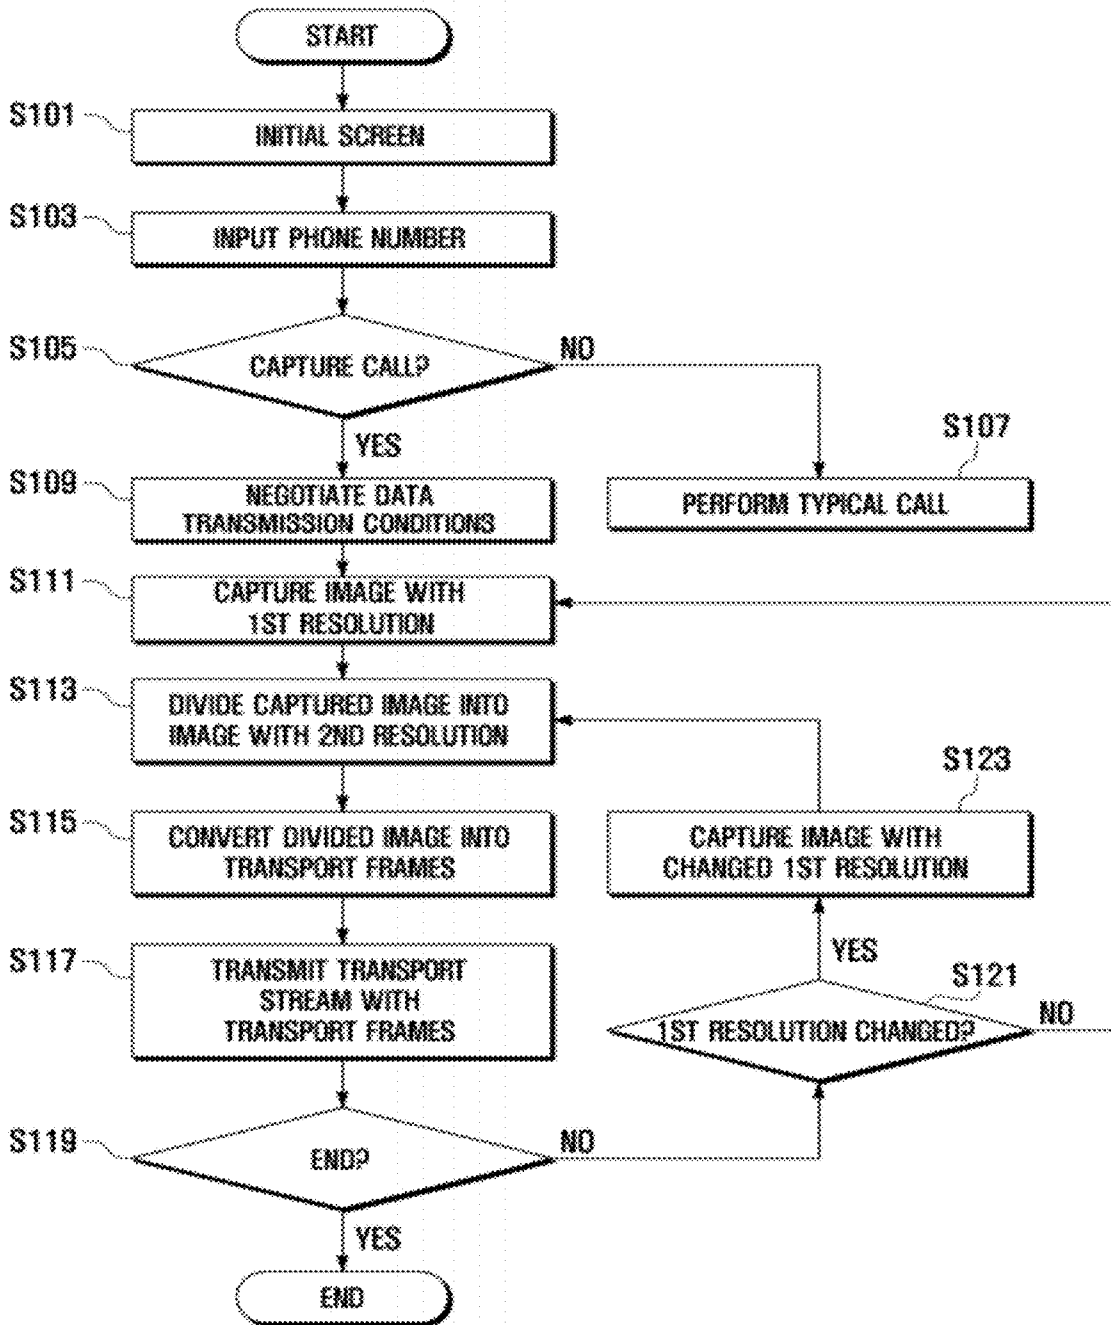 START
S101
INITIAL SCREEN
S103
INPUT PHONE NUMBER
S105
CAPTURE CALL?
NO
YES
S107
PERFORM TYPICAL CALL
S109
NEGOTIATE DATA
TRANSMISSION CONDITIONS
S111
CAPTURE IMAGE WITH
1ST RESOLUTION
S113
DIVIDE CAPTURED IMAGE INTO
IMAGE WITH 2ND RESOLUTION
S123
CAPTURE IMAGE WITH
CHANGED 1ST RESOLUTION
S115
CONVERT DIVIDED IMAGE INTO
TRANSPORT FRAMES
YES
S117
TRANSMIT TRANSPORT
STREAM WITH
TRANSPORT FRAMES
S121
1ST RESOLUTION CHANGED?
NO
S119
END?
NO
YES
END